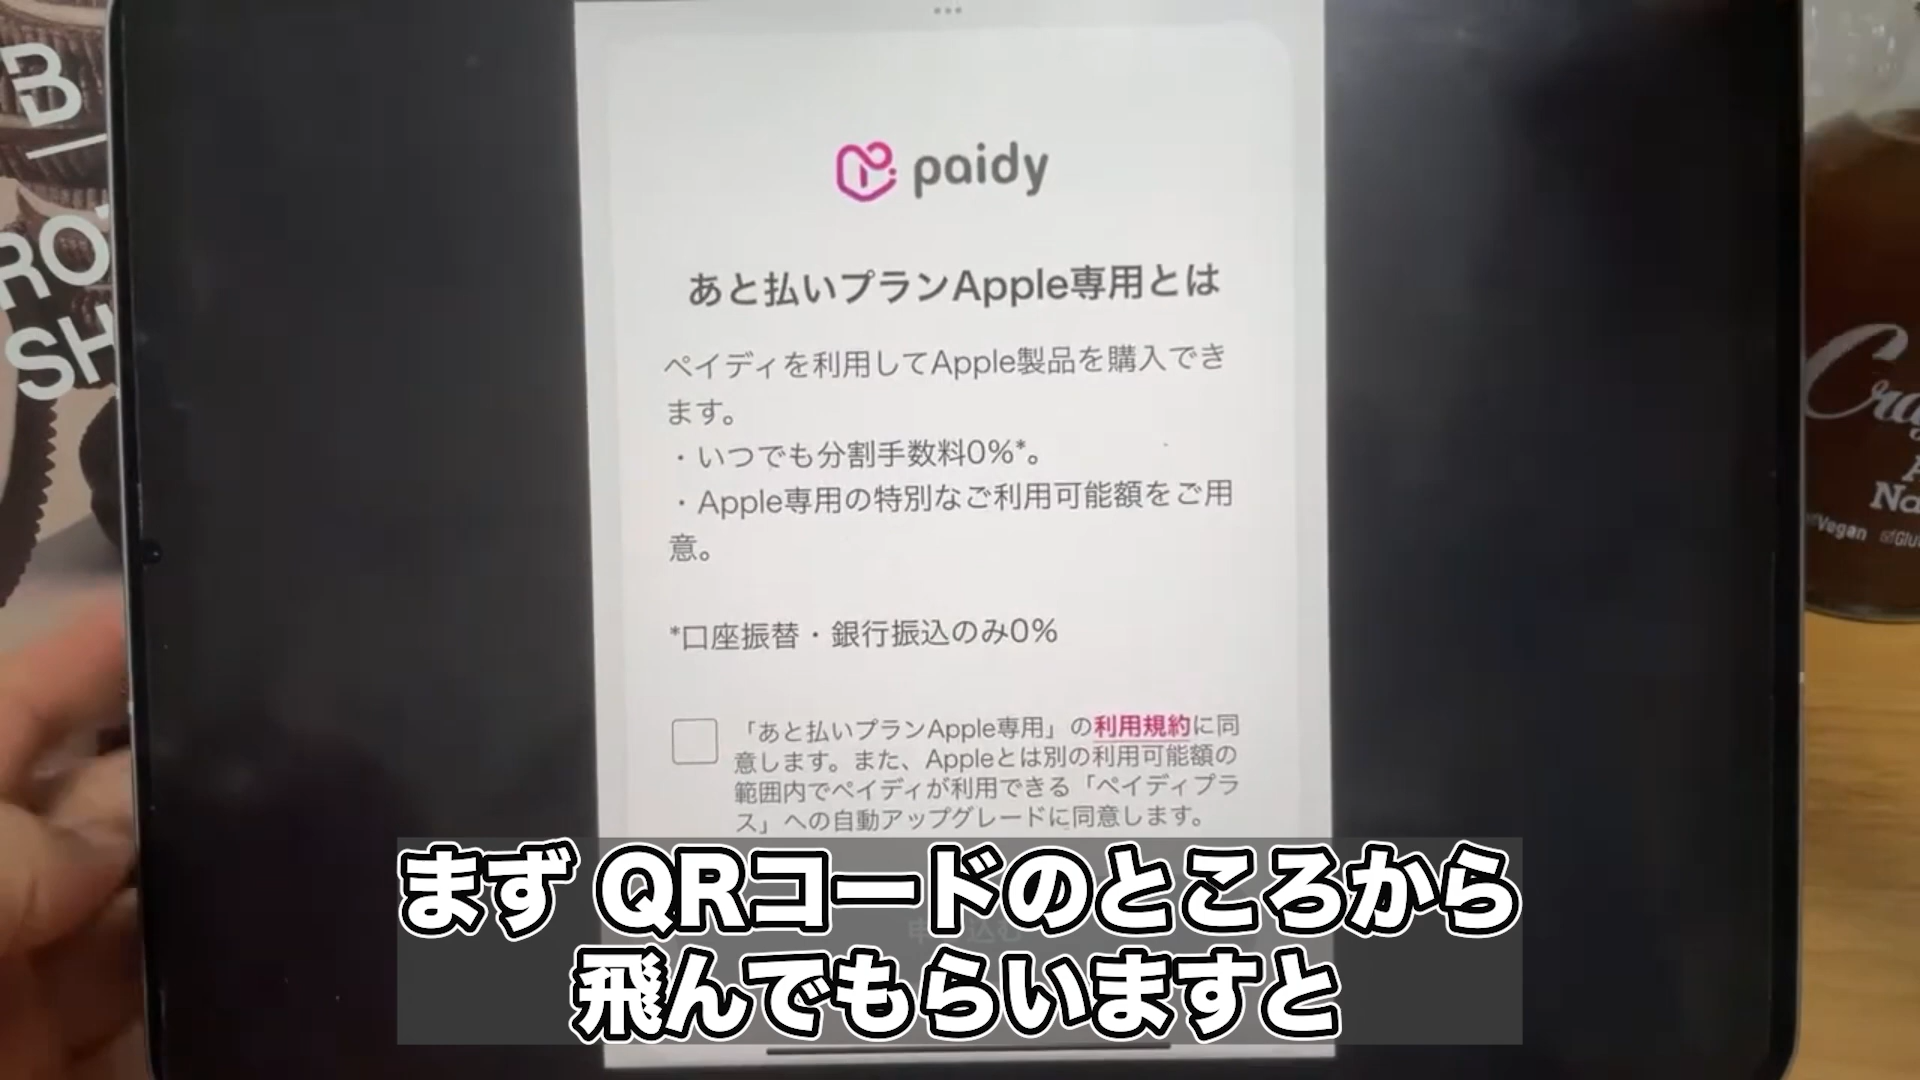 B
RO
SH
paidy
あと払いプランApple専用とは
ペイディを利用してApple製品を購入でき
ます。
・いつでも分割手数料0%*。
・Apple専用の特別なご利用可能額をご用
意。
*口座振替・銀行振込のみ0%
「あと払いプランApple専用」の利用規約に同
意します。また、Appleとは別の利用可能額の
範囲内でペイディが利用できる「ペイディプラ
ス」への自動アップグレードに同意します。
まず QRコードのところから
飛んでもらいますと
Cra
No
Vegan